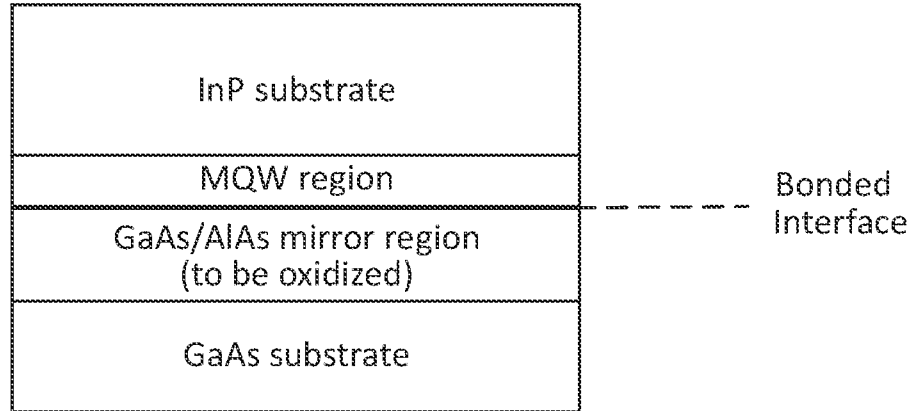 InP substrate
MQW region
Bonded
Interface
GaAs/AlAs mirror region
(to be oxidized)
GaAs substrate